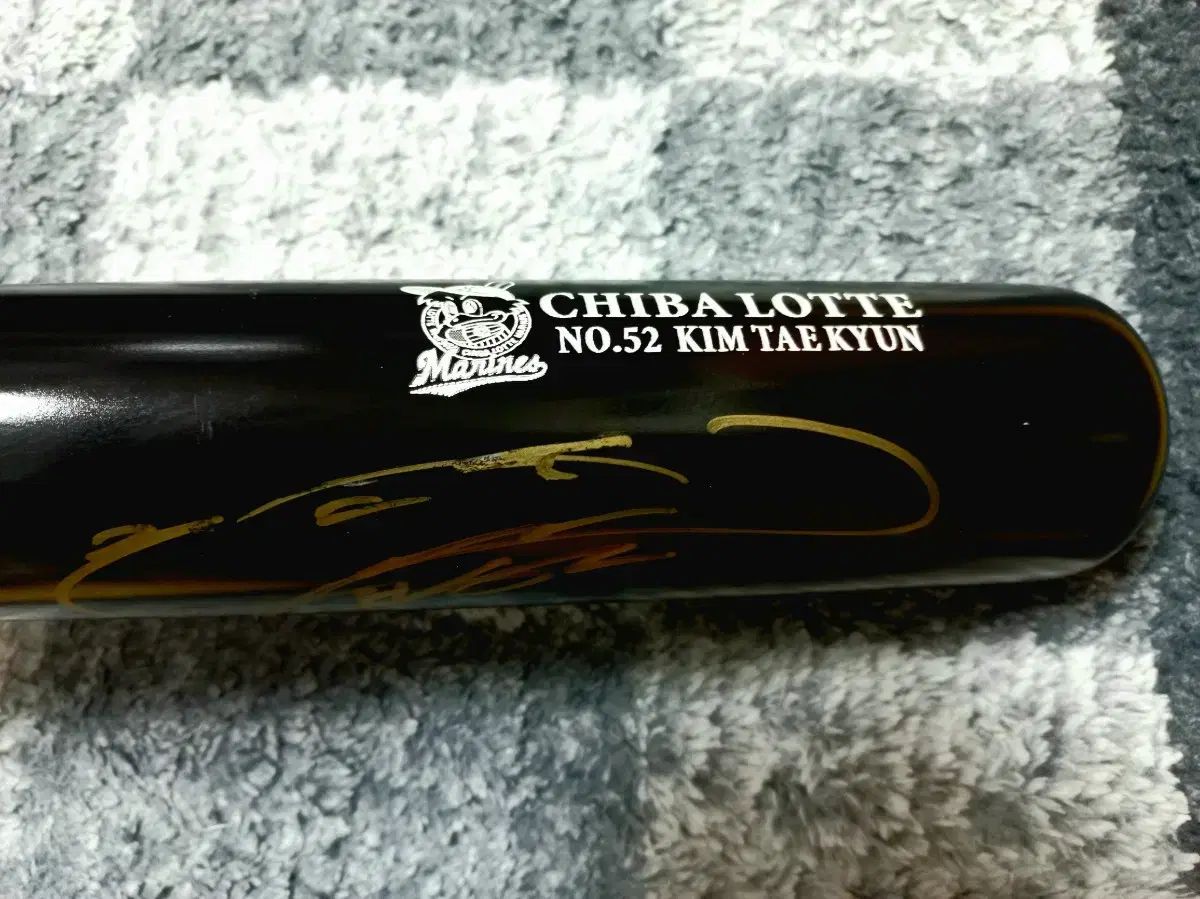 CHIBA LOTTE
NO.52 KIM TAE KYUN
Marines